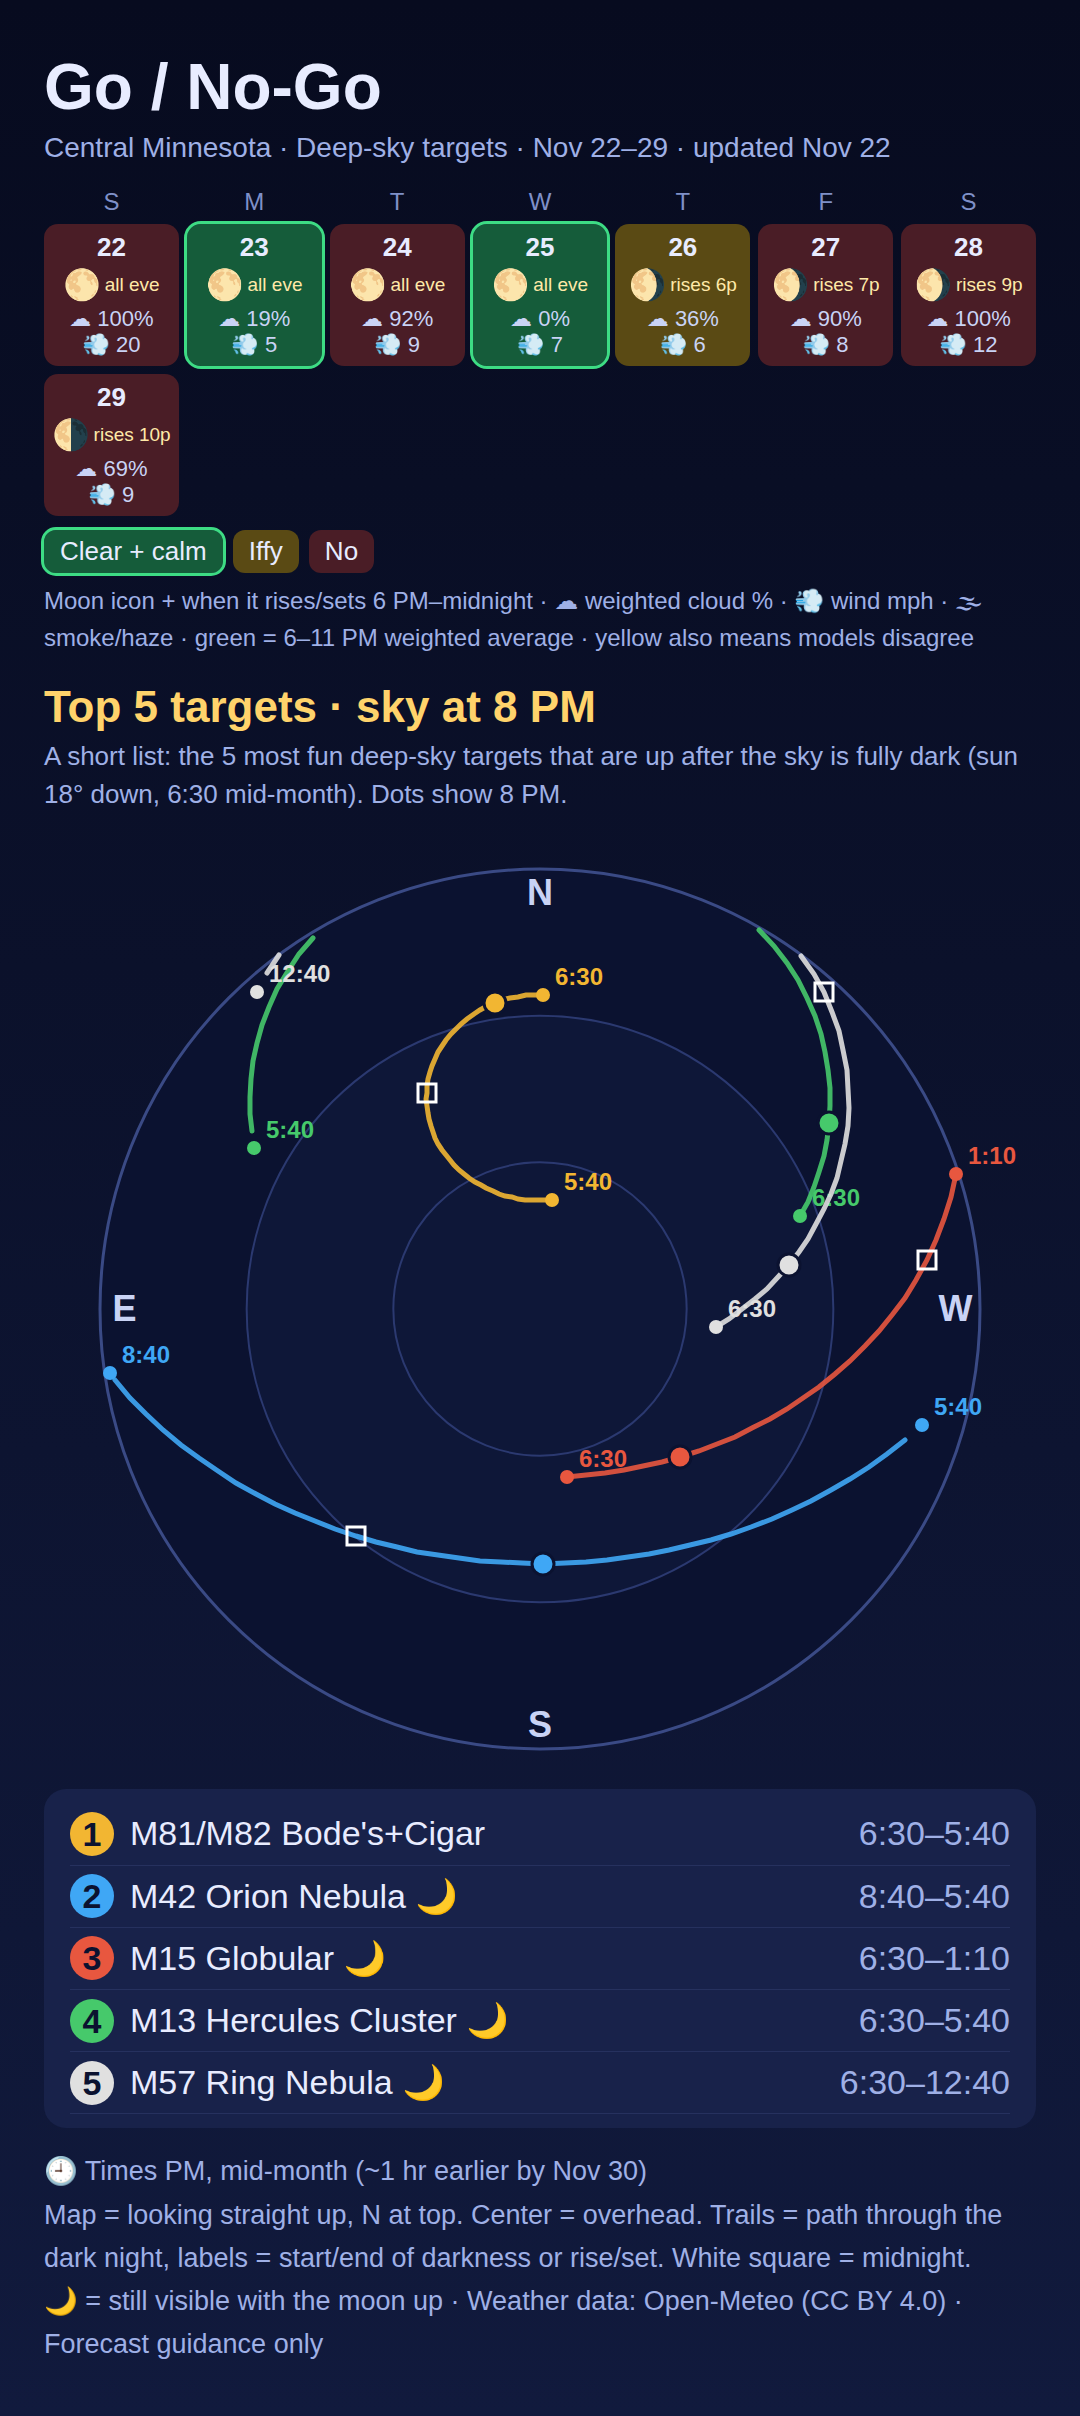 Go / No-Go
Central Minnesota · Deep-sky targets · Nov 22–29 · updated Nov 22
S M T W T F S
22 23 24 25 26 27 28
🌕 all eve 🌕 all eve 🌕 all eve 🌕 all eve 🌖 rises 6p 🌖 rises 7p 🌖 rises 9p
☁ 100% ☁ 19% ☁ 92% ☁ 0% ☁ 36% ☁ 90% ☁ 100%
💨 20 💨 5 💨 9 💨 7 💨 6 💨 8 💨 12
29
🌗 rises 10p
☁ 69%
💨 9
Clear + calm Iffy No
Moon icon + when it rises/sets 6 PM–midnight · ☁ weighted cloud % · 💨 wind mph · 🌫
smoke/haze · green = 6–11 PM weighted average · yellow also means models disagree
Top 5 targets · sky at 8 PM
A short list: the 5 most fun deep-sky targets that are up after the sky is fully dark (sun
18° down, 6:30 mid-month). Dots show 8 PM.
N
12:40
6:30
5:40
1:10
5:40
6:30
6:30
E
W
8:40
5:40
6:30
S
1 M81/M82 Bode's+Cigar 6:30–5:40
2 M42 Orion Nebula 🌙 8:40–5:40
3 M15 Globular 🌙 6:30–1:10
4 M13 Hercules Cluster 🌙 6:30–5:40
5 M57 Ring Nebula 🌙 6:30–12:40
🕘 Times PM, mid-month (~1 hr earlier by Nov 30)
Map = looking straight up, N at top. Center = overhead. Trails = path through the
dark night, labels = start/end of darkness or rise/set. White square = midnight.
🌙 = still visible with the moon up · Weather data: Open-Meteo (CC BY 4.0) ·
Forecast guidance only